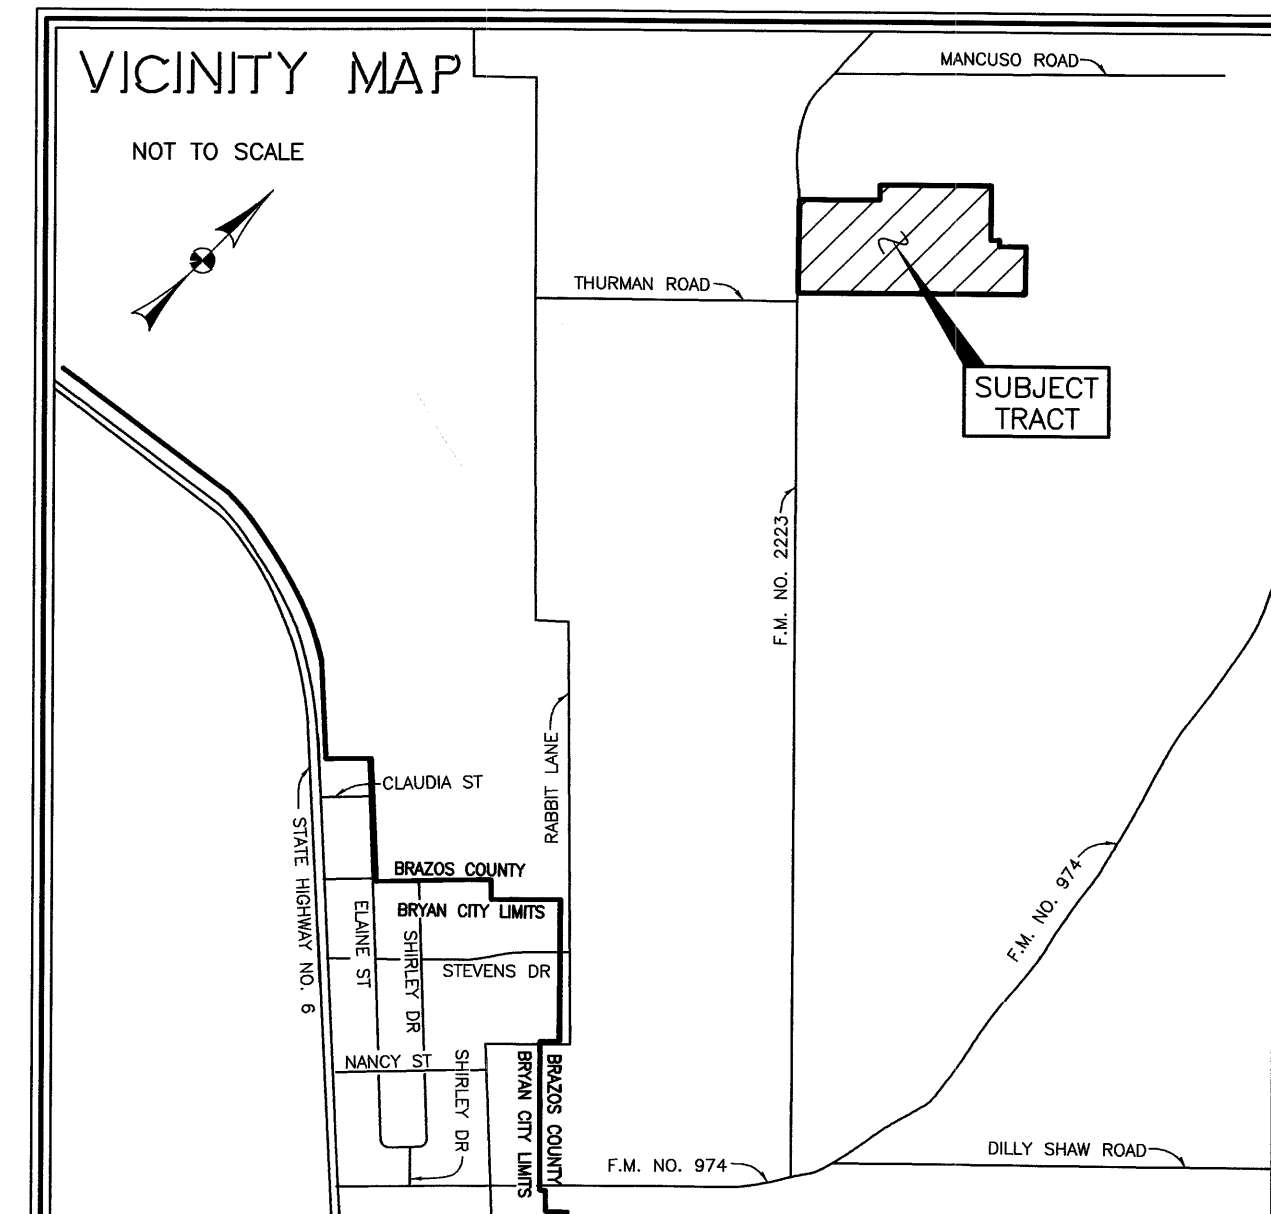 VICINITY MAP
NOT TO SCALE
MANCUSO ROAD
THURMAN ROAD
SUBJECT
TRACT
F.M. NO. 2223
RABBIT LANE
CLAUDIA ST
STATE HIGHWAY NO. 6
BRAZOS COUNTY
BRYAN CITY LIMITS
ELAINE ST
SHIRLEY DR
STEVENS DR
F.M. NO. 974
NANCY ST
SHIRLEY DR
BRYAN CITY LIMITS
BRAZOS COUNTY
F.M. NO. 974
DILLY SHAW ROAD